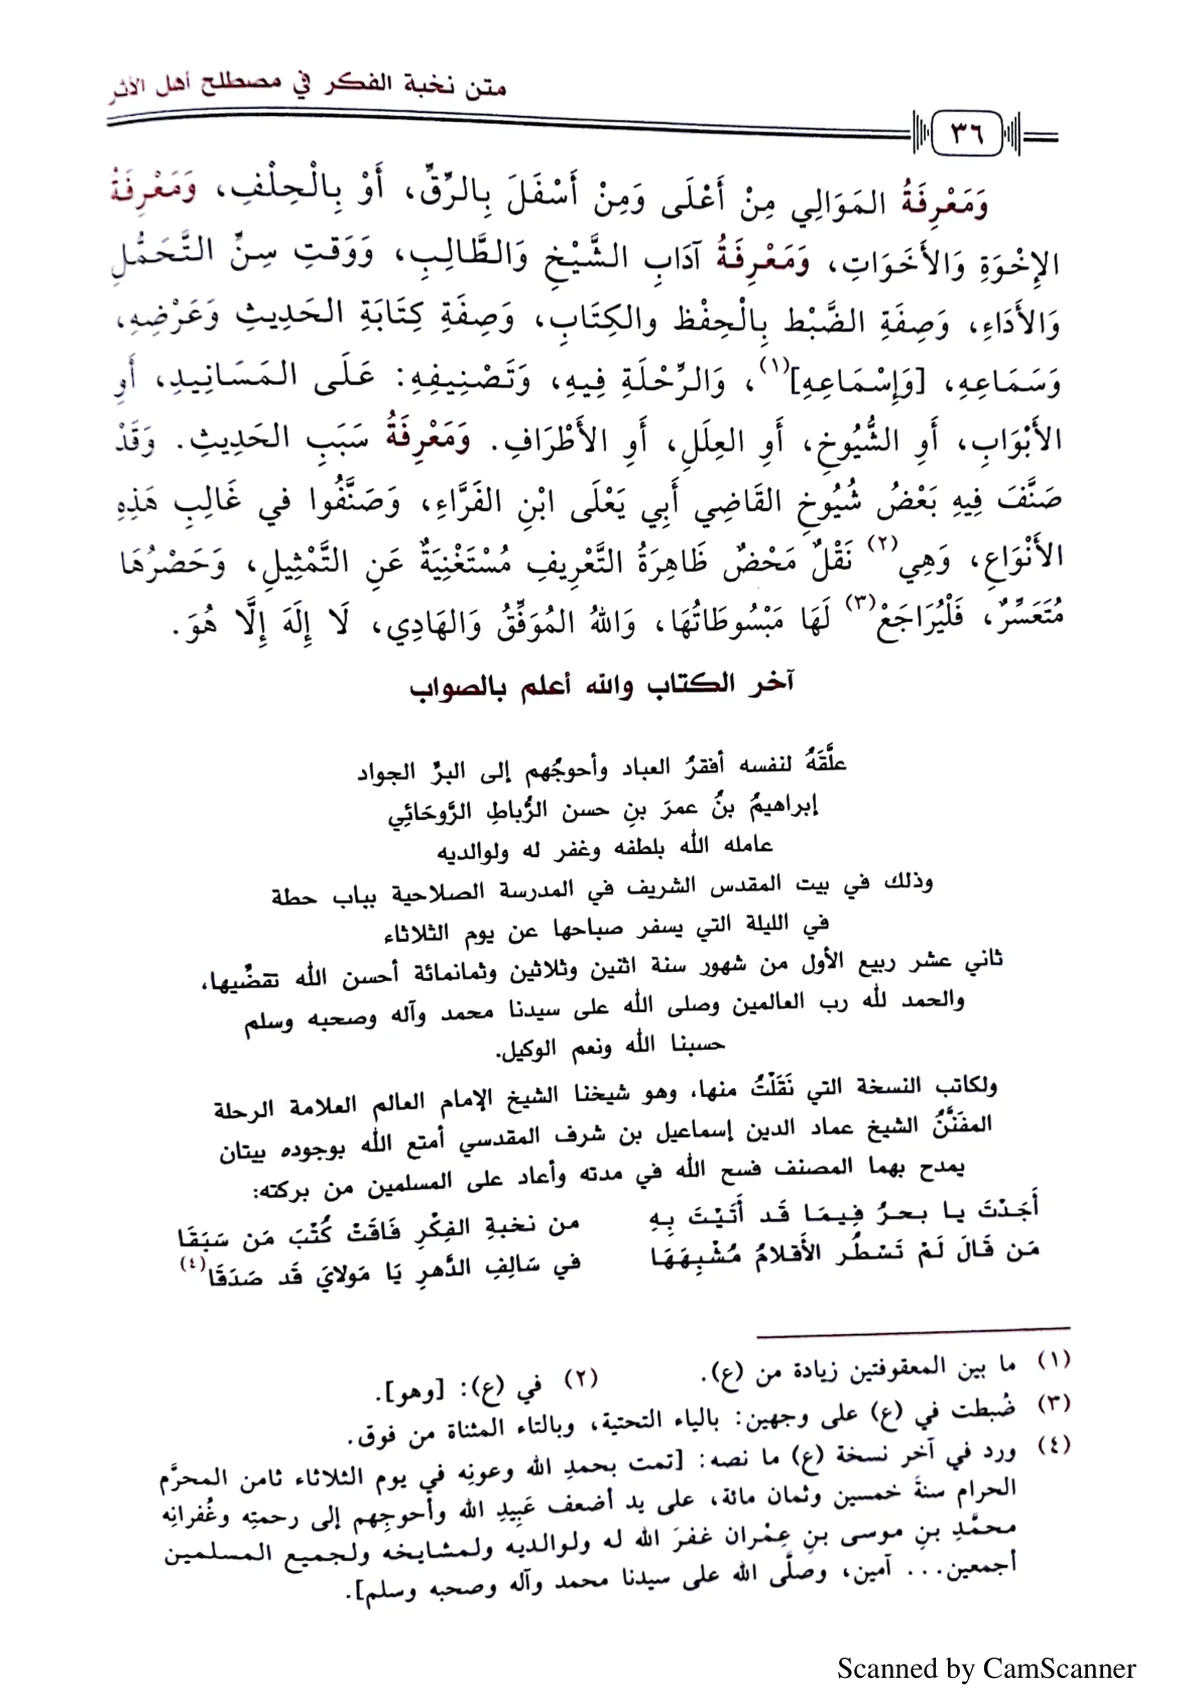 متن نخبة الفكر في مصطلح أهل الأثر
٣٦
وَمَعْرِفَةُ المَوَالِي مِنْ أَعْلَى وَمِنْ أَسْفَلَ بِالرِّقِّ، أَوْ بِالْحِلْفِ، وَمَعْرِفَةُ
الإِخْوَةِ وَالأَخَوَاتِ، وَمَعْرِفَةُ آدَابِ الشَّيْخِ وَالطَّالِبِ، وَوَقتِ سِنِّ التَّحَمُّلِ
وَالأَدَاءِ، وَصِفَةِ الضَّبْط بِالْحِفْظ والكِتَابِ، وَصِفَةِ كِتَابَةِ الحَدِيثِ وَعَرْضِهِ،
وَسَمَاعِهِ، [وَإِسْمَاعِهِ](١)، وَالرِّحْلَةِ فِيهِ، وَتَصْنِيفِهِ: عَلَى المَسَانِيدِ، أَوِ
الأَبْوَابِ، أَوِ الشُّيُوخِ، أَوِ العِلَلِ، أَوِ الأَطْرَافِ. وَمَعْرِفَةُ سَبَبِ الحَدِيثِ. وَقَدْ
صَنَّفَ فِيهِ بَعْضُ شُيُوخِ القَاضِي أَبِي يَعْلَى ابْنِ الفَرَّاءِ، وَصَنَّفُوا في غَالِبِ هَذِهِ
الأَنْوَاعِ، وَهِي(٢) نَقْلٌ مَحْضٌ ظَاهِرَةُ التَّعْرِيفِ مُسْتَغْنِيَةٌ عَنِ التَّمْثِيلِ، وَحَصْرُهَا
مُتَعَسِّرٌ، فَلْيُرَاجَعْ(٣) لَهَا مَبْسُوطَاتُهَا، وَاللهُ المُوَفِّقُ وَالهَادِي، لَا إِلَهَ إِلَّا هُوَ.
آخر الكتاب والله أعلم بالصواب
علَّقَهُ لنفسه أفقرُ العباد وأحوجُهم إلى البرِّ الجواد
إبراهيمُ بنُ عمرَ بنِ حسن الرُّباطِ الرَّوحَائِي
عامله الله بلطفه وغفر له ولوالديه
وذلك في بيت المقدس الشريف في المدرسة الصلاحية بباب حطة
في الليلة التي يسفر صباحها عن يوم الثلاثاء
ثاني عشر ربيع الأول من شهور سنة اثنين وثلاثين وثمانمائة أحسن الله تقضِّيها،
والحمد لله رب العالمين وصلى الله على سيدنا محمد وآله وصحبه وسلم
حسبنا الله ونعم الوكيل.
ولكاتب النسخة التي نَقَلْتُ منها، وهو شيخنا الشيخ الإمام العالم العلامة الرحلة
المفَنَّنُ الشيخ عماد الدين إسماعيل بن شرف المقدسي أمتع الله بوجوده بيتان
يمدح بهما المصنف فسح الله في مدته وأعاد على المسلمين من بركته:
أَجَدْتَ يا بحرُ فِيمَا قَد أَتَيْتَ بِهِ من نخبةِ الفِكْرِ فَاقَتْ كُتْبَ مَن سَبَقَا
مَن قَالَ لَمْ تَسْطُر الأَقلامُ مُشْبِهَهَا في سَالِفِ الدَّهرِ يَا مَولايَ قَد صَدَقَا(٤)
(١) ما بين المعقوفتين زيادة من (ع). (٢) في (ع): [وهو].
(٣) ضُبطت في (ع) على وجهين: بالياء التحتية، وبالتاء المثناة من فوق.
(٤) ورد في آخر نسخة (ع) ما نصه: [تمت بحمدِ الله وعونِه في يوم الثلاثاء ثامن المحرَّم
الحرام سنةَ خمسين وثمان مائة، على يد أضعف عَبِيدِ الله وأحوجِهم إلى رحمتِه وغُفرانِه
محمَّدِ بنِ موسى بنِ عِمْران غفرَ الله له ولوالديه ولمشايخه ولجميع المسلمين
أجمعين... آمين، وصلَّى الله على سيدنا محمد وآله وصحبه وسلم].
Scanned by CamScanner